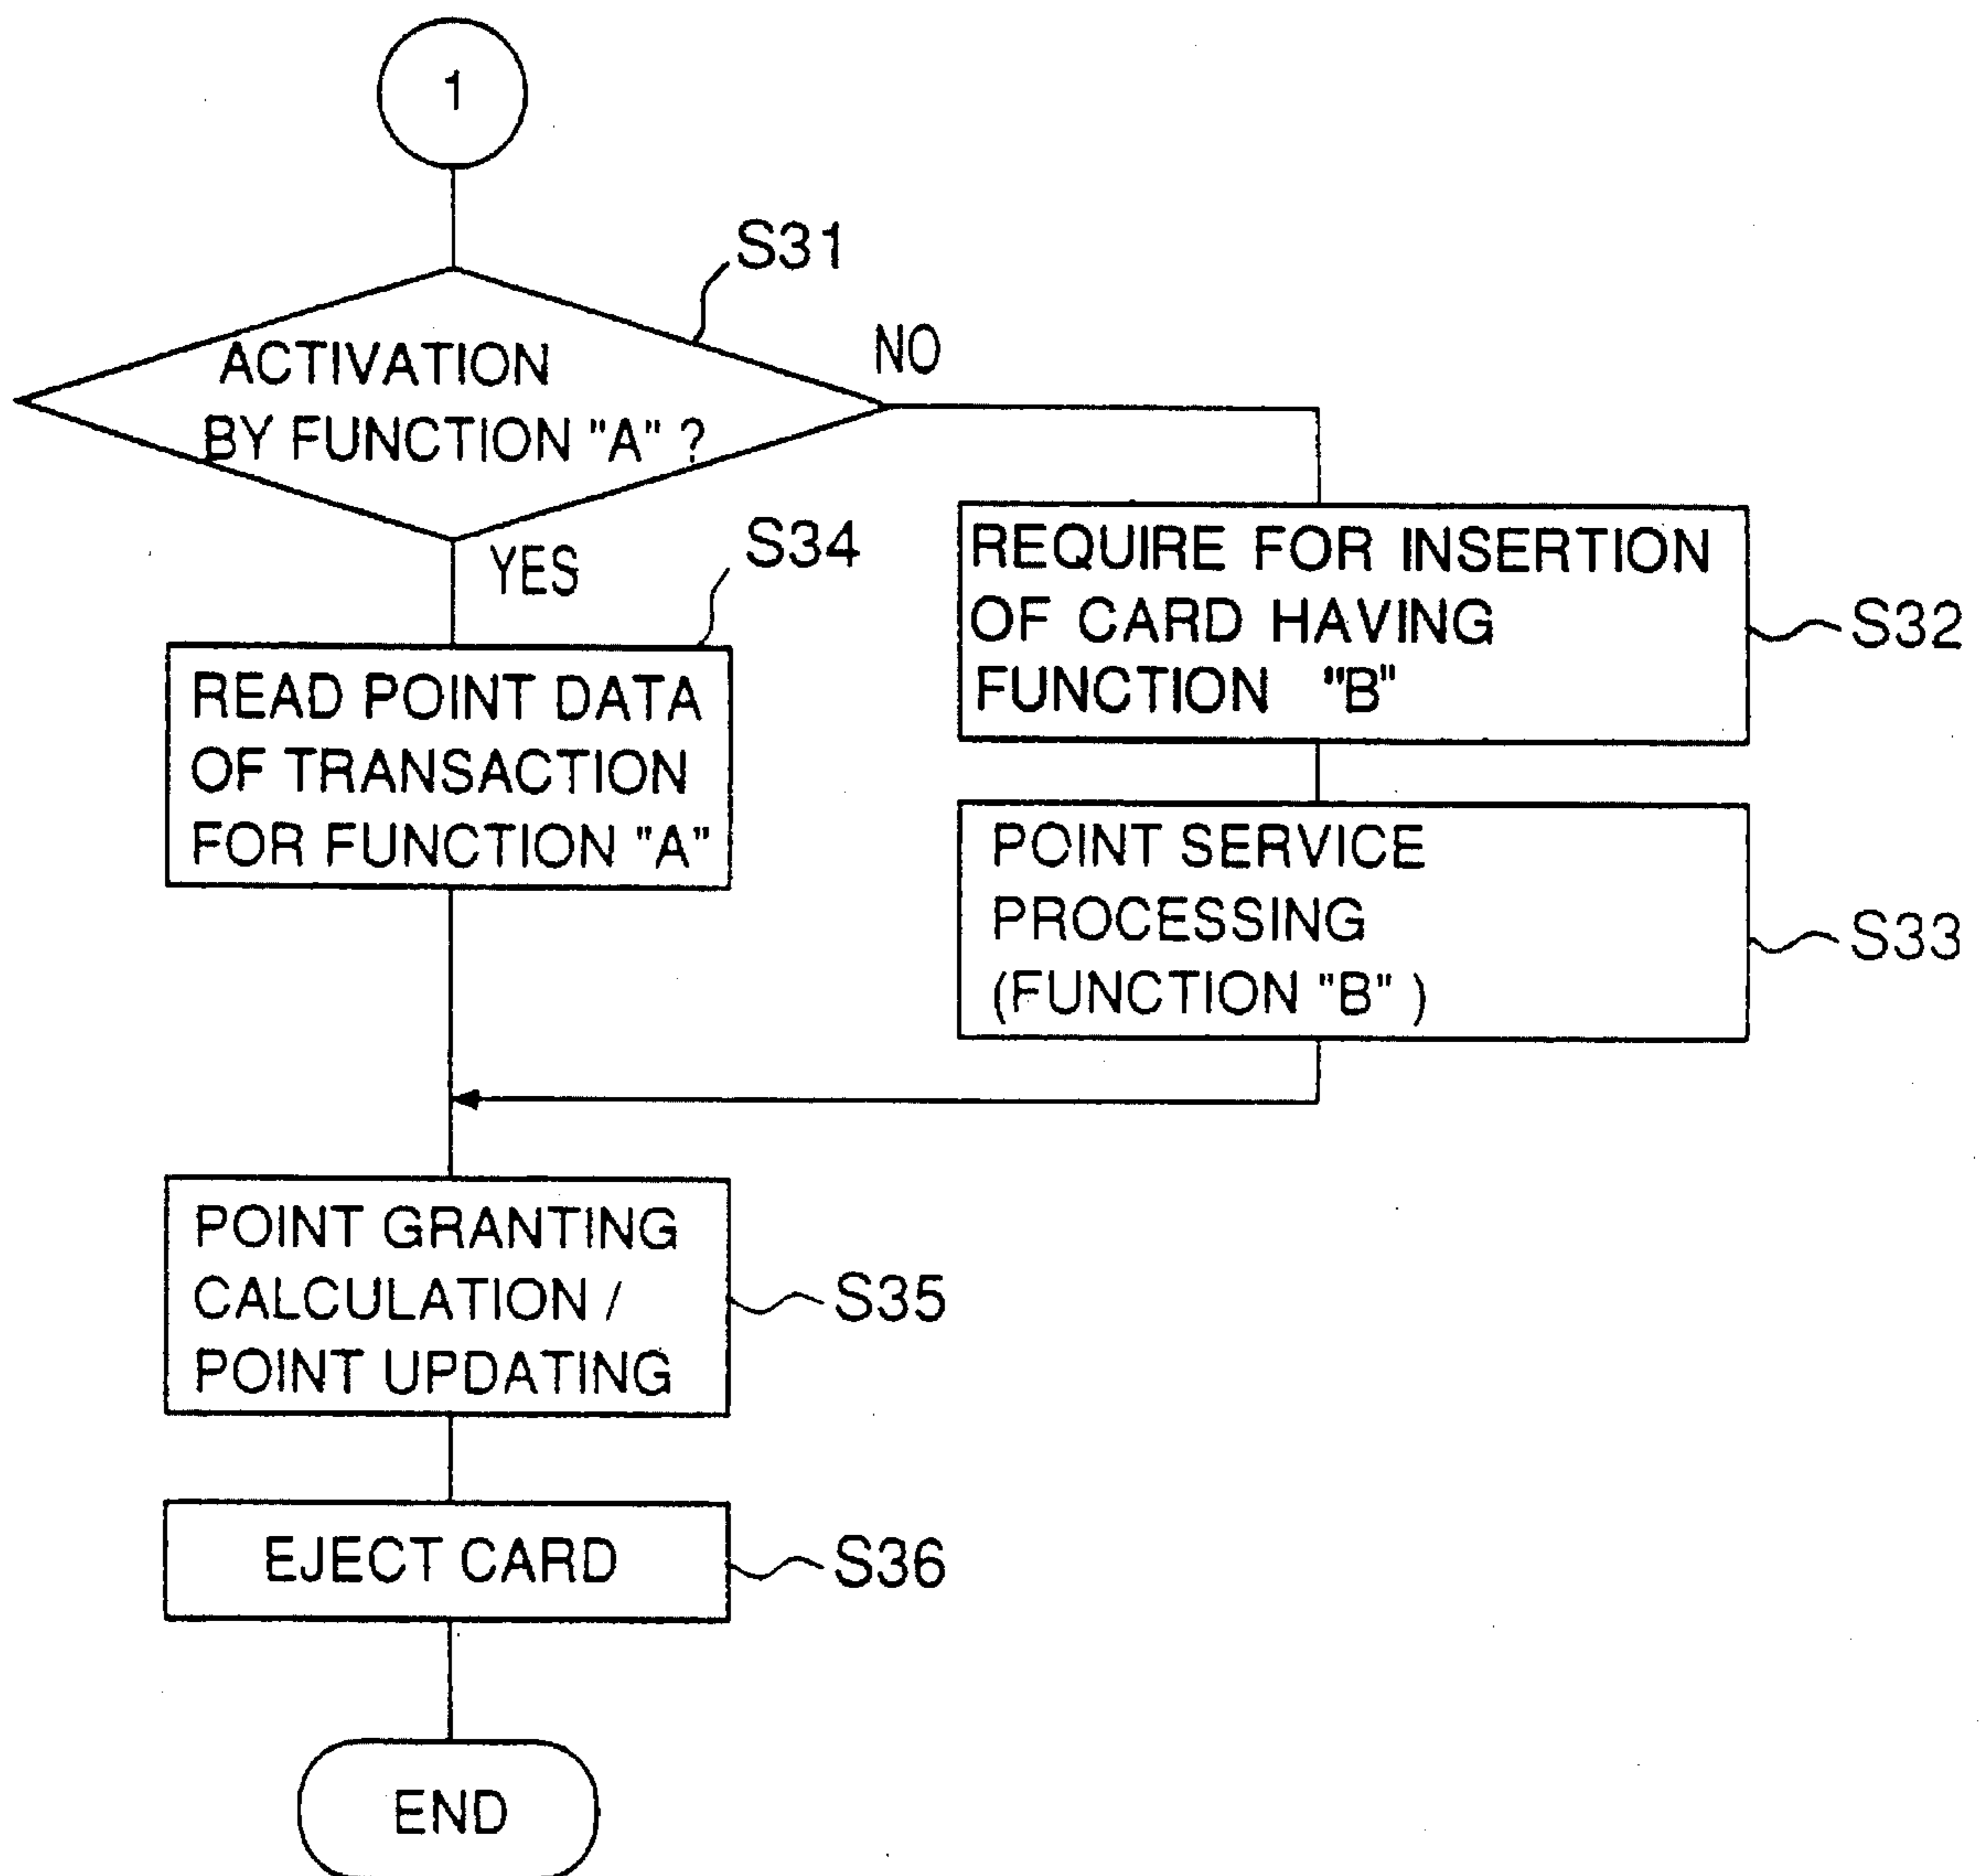 1
S31
ACTIVATION
BY FUNCTION "A" ?
NO
YES
S34
REQUIRE FOR INSERTION
OF CARD HAVING
FUNCTION "B"
S32
READ POINT DATA
OF TRANSACTION
FOR FUNCTION "A"
POINT SERVICE
PROCESSING
(FUNCTION "B" )
S33
POINT GRANTING
CALCULATION /
POINT UPDATING
S35
EJECT CARD
S36
END